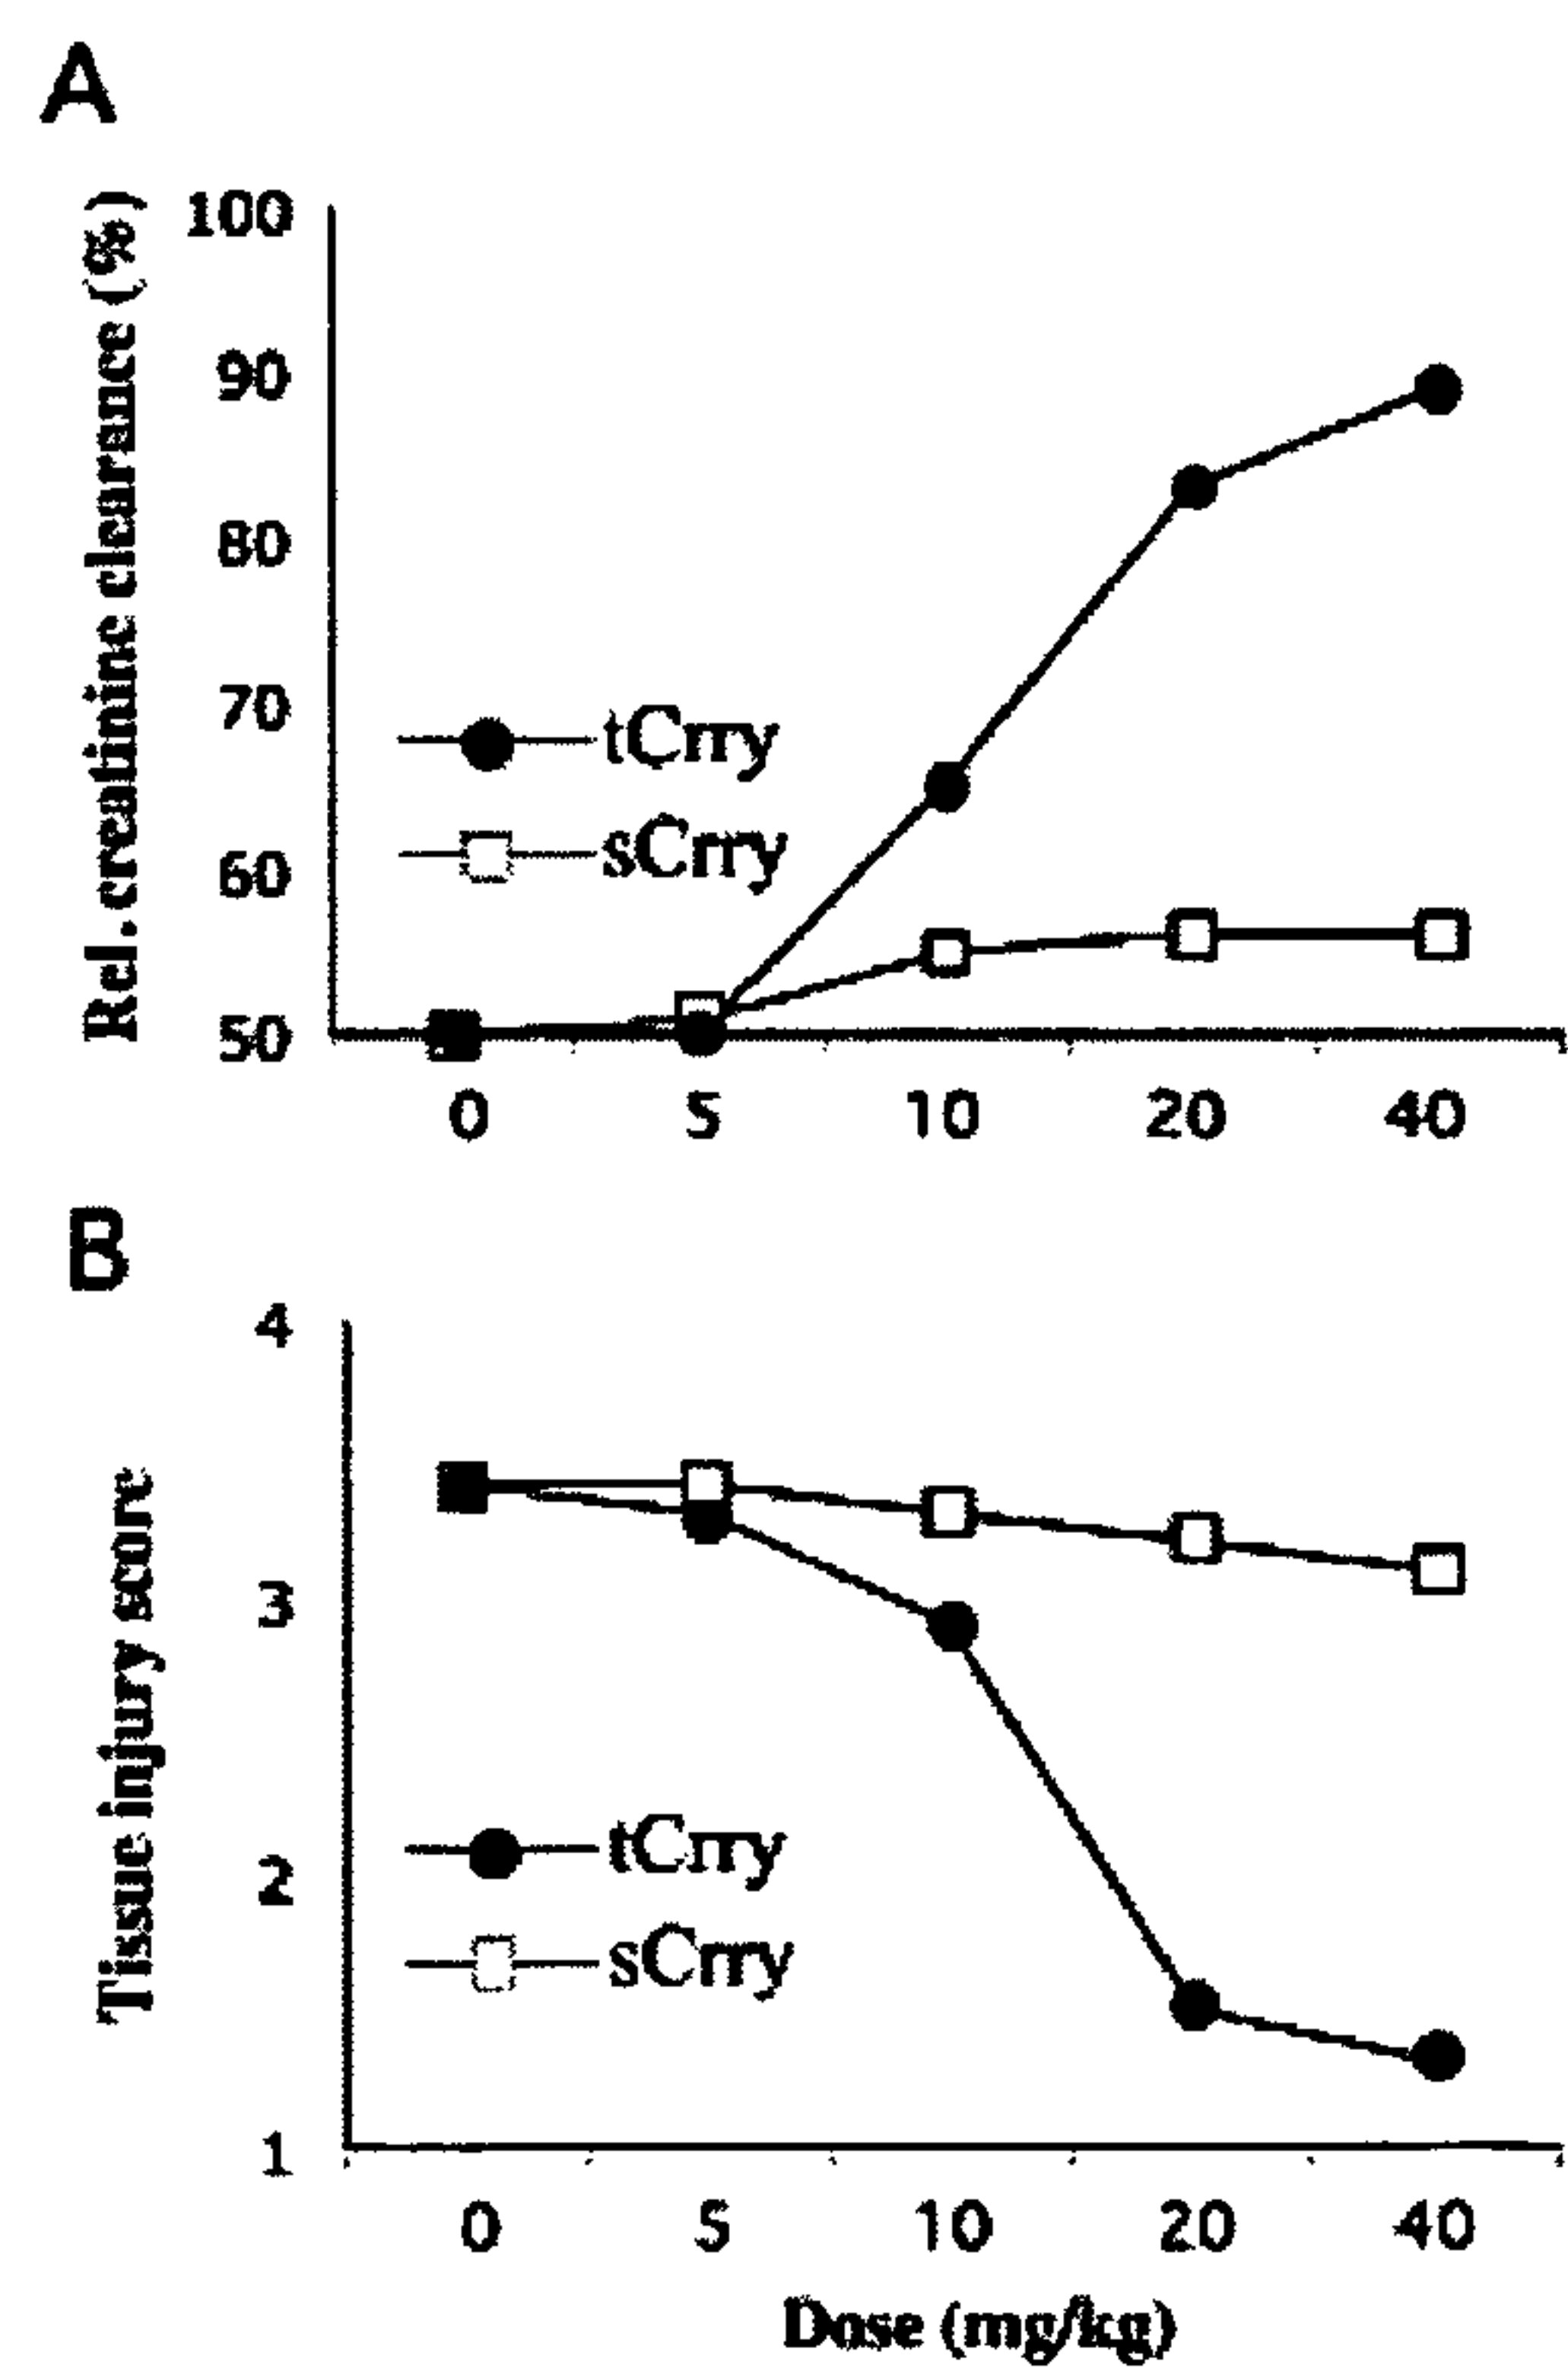 A
Rel. creatinine clearance (%)
100
90
80
70
60
50
tCrry
sCrry
0 5 10 20 40
B
Tissue injury score
4
3
2
1
tCrry
sCrry
0 5 10 20 40
Dose (mg/kg)